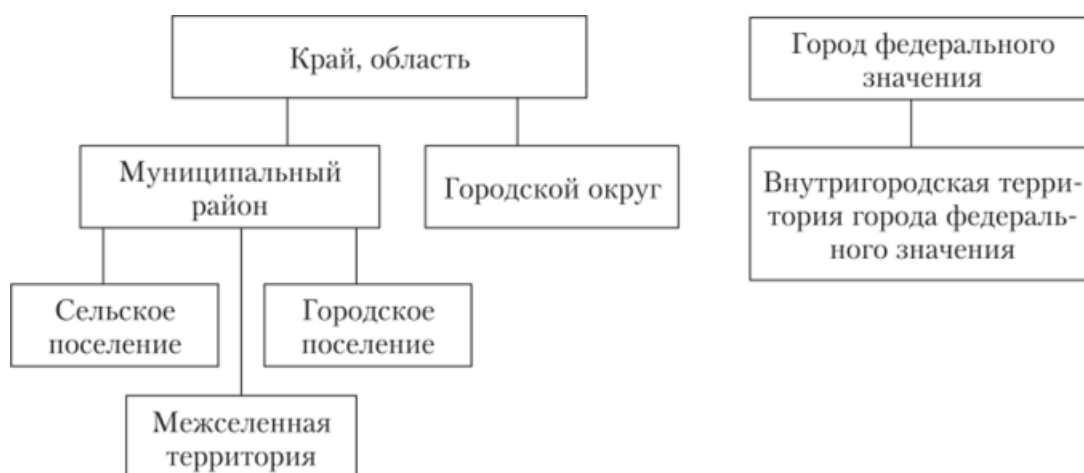 Край, область
Город федерального
значения
Муниципальный
район
Городской округ
Внутригородская терри-
тория города федераль-
ного значения
Сельское
поселение
Городское
поселение
Межселенная
территория